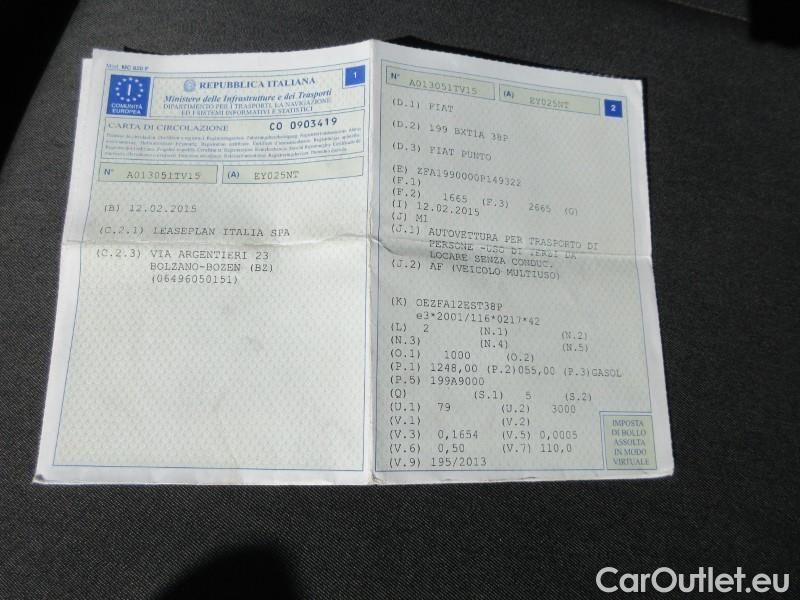 Mod. MC 820 F
1
I
COMUNITÀ
EUROPEA
REPUBBLICA ITALIANA
Ministero delle Infrastrutture e dei Trasporti
DIPARTIMENTO PER I TRASPORTI, LA NAVIGAZIONE
ED I SISTEMI INFORMATIVI E STATISTICI
CARTA DI CIRCOLAZIONE CO 0903419
N° A013051TV15 (A) EY025NT
(B) 12.02.2015
(C.2.1) LEASEPLAN ITALIA SPA
(C.2.3) VIA ARGENTIERI 23
BOLZANO-BOZEN (BZ)
(06496050151)
N° A013051TV15 (A) EY025NT 2
(D.1) FIAT
(D.2) 199 BXT1A 38P
(D.3) FIAT PUNTO
(E) ZFA1990000P149322
(F.1)
(F.2) 1665 (F.3) 2665 (G)
(I) 12.02.2015
(J) M1
(J.1) AUTOVETTURA PER TRASPORTO DI
PERSONE -USO DI TERZI DA
LOCARE SENZA CONDUC.
(J.2) AF (VEICOLO MULTIUSO)
(K) OEZFA12EST38P
e3*2001/116*0217*42
(L) 2 (N.1) (N.2)
(N.3) (N.4) (N.5)
(O.1) 1000 (O.2)
(P.1) 1248,00 (P.2)055,00 (P.3)GASOL
(P.5) 199A9000
(Q) (S.1) 5 (S.2)
(U.1) 79 (U.2) 3000
(V.1) (V.2)
(V.3) 0,1654 (V.5) 0,0005
(V.6) 0,50 (V.7) 110,0
(V.9) 195/2013
IMPOSTA
DI BOLLO
ASSOLTA
IN MODO
VIRTUALE
CarOutlet.eu